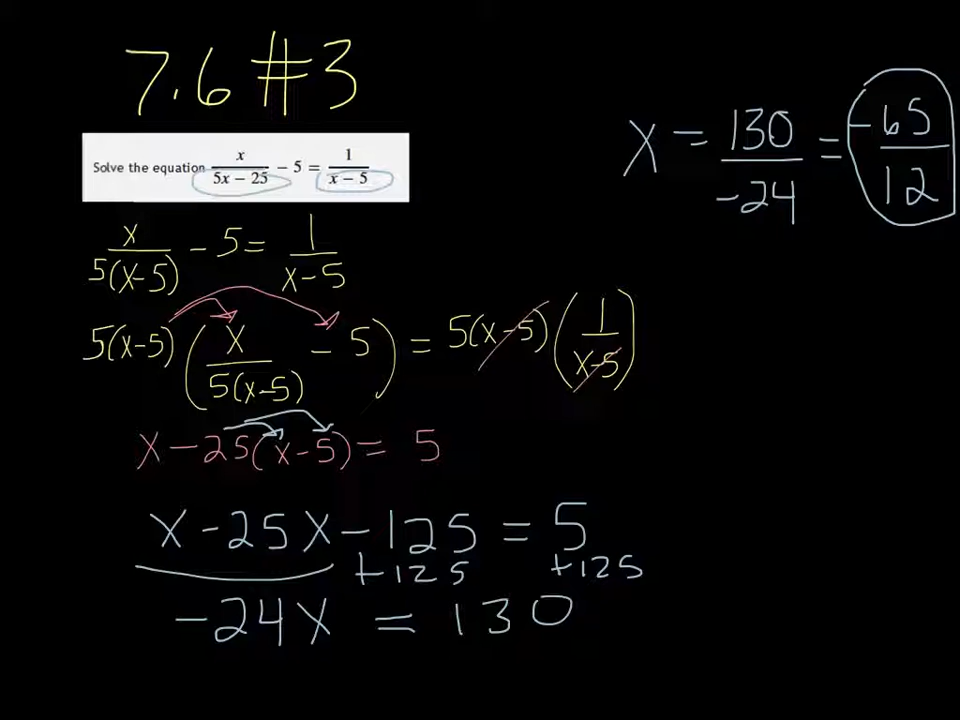 7.6 #3
Solve the equation x/(5x − 25) − 5 = 1/(x − 5)
x/(5(x-5)) - 5 = 1/(x-5)
5(x-5) (x/(5(x-5)) - 5) = 5(x-5) (1/(x-5))
x - 25(x-5) = 5
x - 25x - 125 = 5
+125 +125
-24x = 130
x = 130/-24 = -65/12